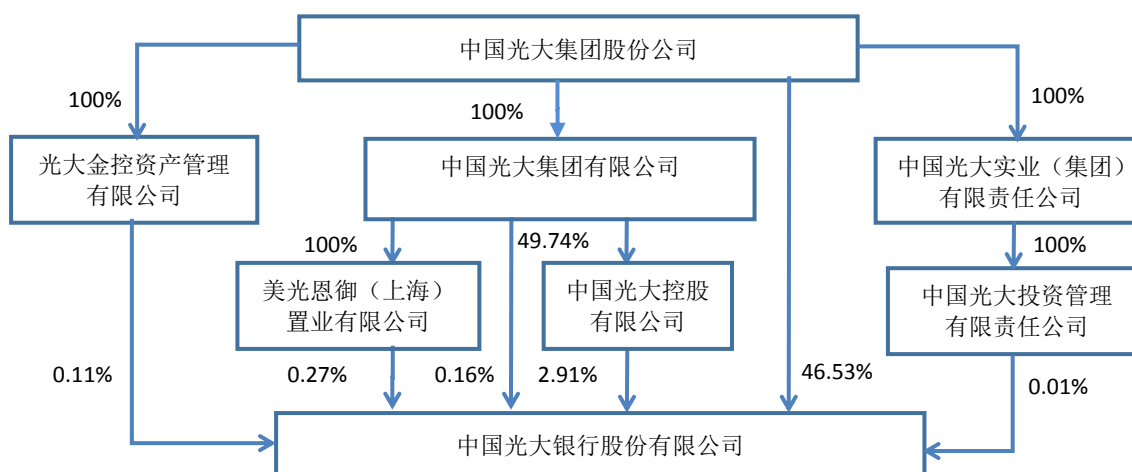 中国光大集团股份公司
100%
100%
100%
光大金控资产管理
有限公司
中国光大集团有限公司
中国光大实业（集团）
有限责任公司
100%
49.74%
100%
美光恩御（上海）
置业有限公司
中国光大控股
有限公司
中国光大投资管理
有限责任公司
0.11%
0.27%
0.16%
2.91%
46.53%
0.01%
中国光大银行股份有限公司